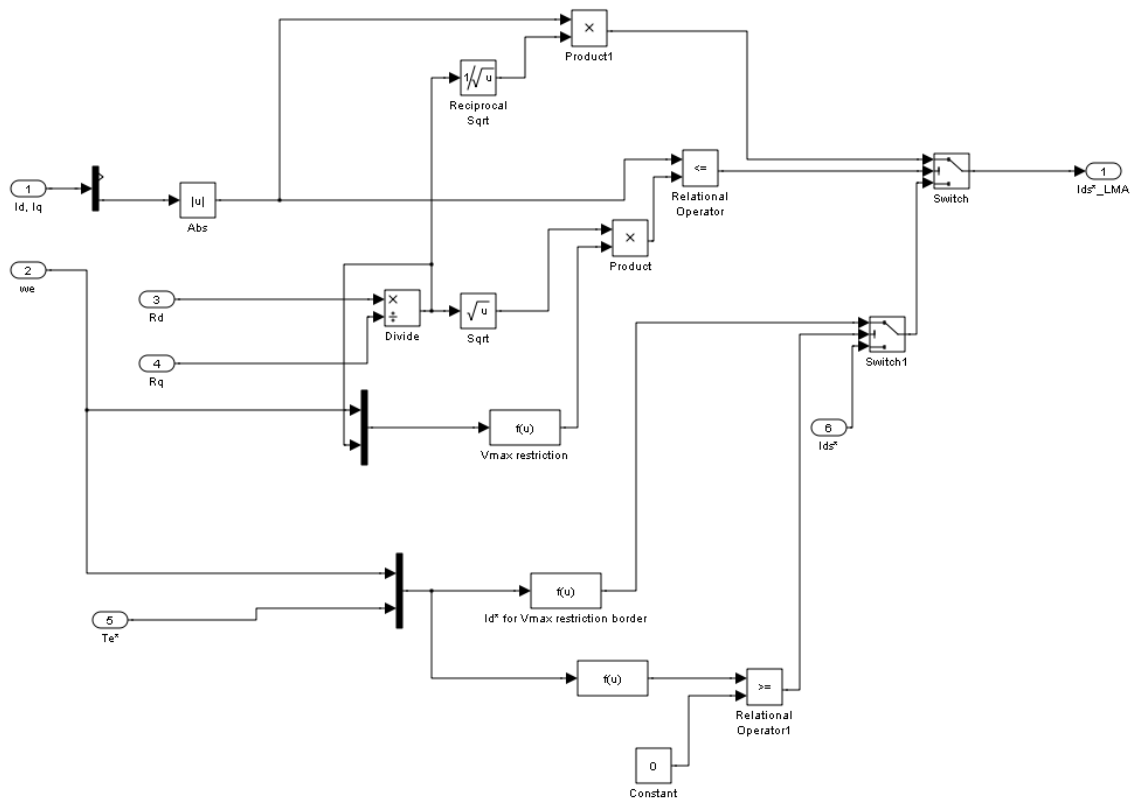 ×
Product1
1/√u
Reciprocal
Sqrt
1
Id, Iq
|u|
Abs
<=
Relational
Operator
Switch
1
Ids*_LMA
×
Product
2
we
3
Rd
×
÷
Divide
√u
Sqrt
4
Rq
Switch1
f(u)
Vmax restriction
6
Ids*
5
Te*
f(u)
Id* for Vmax restriction border
f(u)
>=
Relational
Operator1
0
Constant